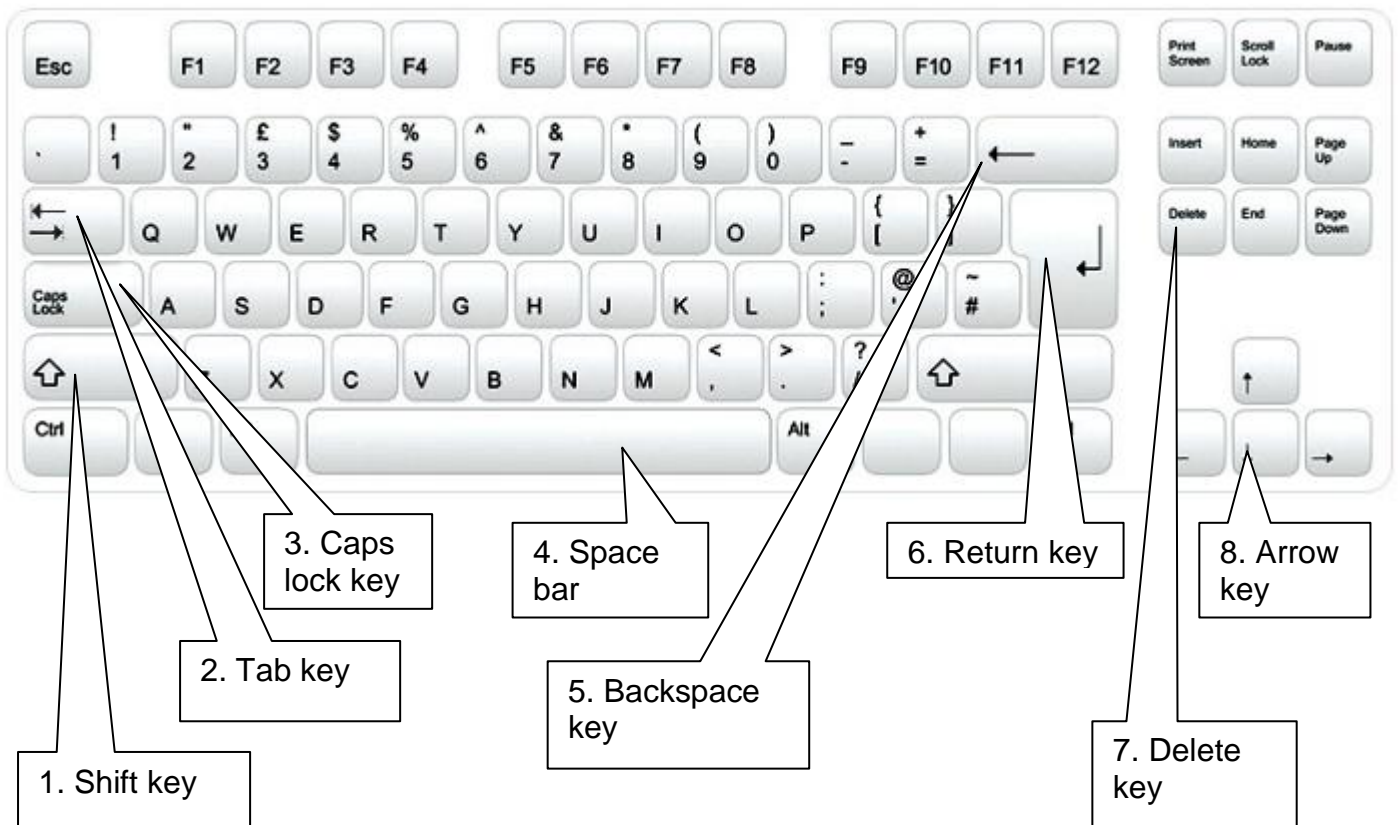 Esc F1 F2 F3 F4 F5 F6 F7 F8 F9 F10 F11 F12 Print Screen Scroll Lock Pause
` ! 1 " 2 £ 3 $ 4 % 5 ^ 6 & 7 * 8 ( 9 ) 0 _ - + = ← Insert Home Page Up
Q W E R T Y U I O P { [ } ] Delete End Page Down
Caps Lock A S D F G H J K L : ; @ ' ~ #
X C V B N M < , > . ? / ↑
Ctrl Alt ↓ →
3. Caps lock key
4. Space bar
6. Return key
8. Arrow key
2. Tab key
5. Backspace key
7. Delete key
1. Shift key